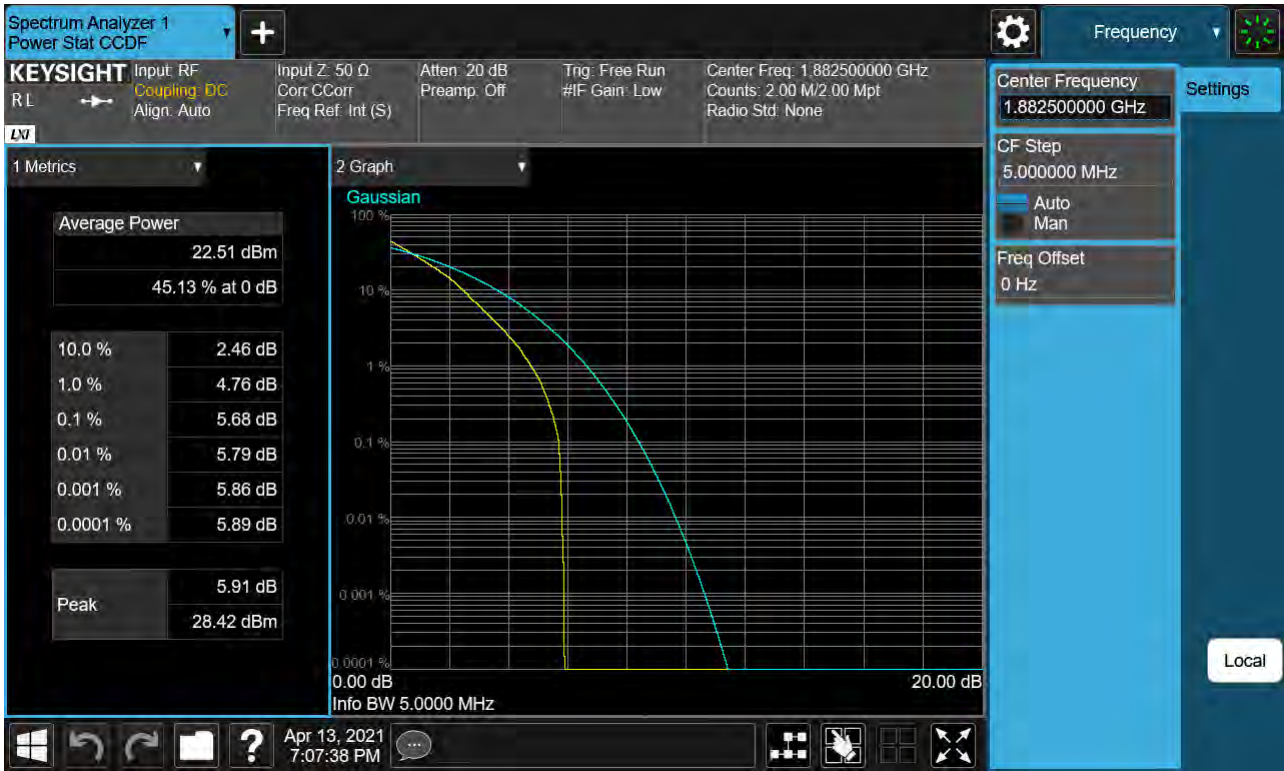 Spectrum Analyzer 1
Power Stat CCDF
+
Frequency
KEYSIGHT
RL
LXI
Input: RF
Coupling: DC
Align: Auto
Input Z: 50 Ω
Corr CCorr
Freq Ref: Int (S)
Atten: 20 dB
Preamp: Off
Trig: Free Run
#IF Gain: Low
Center Freq: 1.882500000 GHz
Counts: 2.00 M/2.00 Mpt
Radio Std: None
Center Frequency
1.882500000 GHz
Settings
CF Step
5.000000 MHz
Auto
Man
Freq Offset
0 Hz
1 Metrics
Average Power
22.51 dBm
45.13 % at 0 dB
10.0 % 2.46 dB
1.0 % 4.76 dB
0.1 % 5.68 dB
0.01 % 5.79 dB
0.001 % 5.86 dB
0.0001 % 5.89 dB
Peak
5.91 dB
28.42 dBm
2 Graph
Gaussian
100 %
10 %
1 %
0.1 %
0.01 %
0.001 %
0.0001 %
0.00 dB 20.00 dB
Info BW 5.0000 MHz
Local
?
Apr 13, 2021
7:07:38 PM